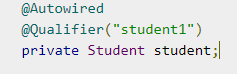 @Autowired
@Qualifier("student1")
private Student student;